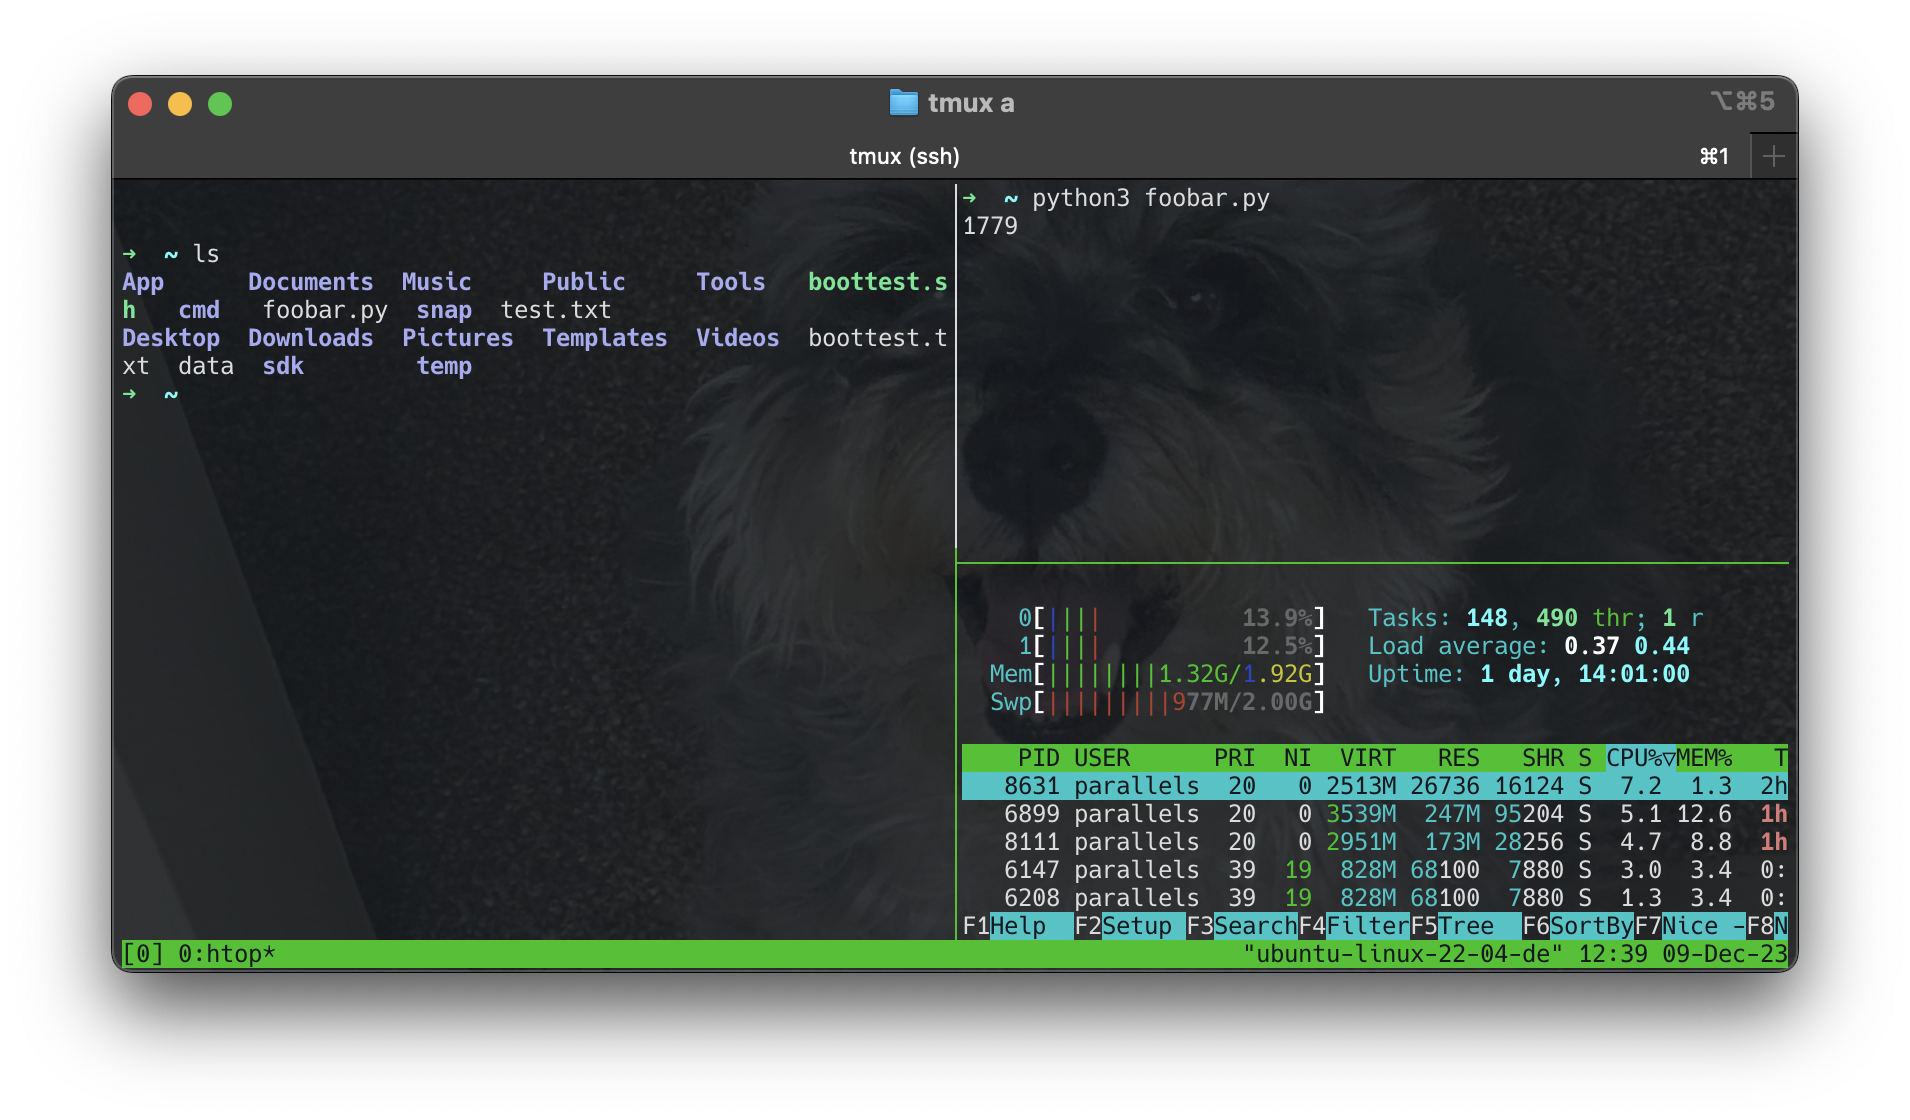 tmux a
⌥⌘5
tmux (ssh)
⌘1
→  ~ ls
App      Documents  Music     Public     Tools   boottest.s
h   cmd   foobar.py  snap  test.txt
Desktop  Downloads  Pictures  Templates  Videos  boottest.t
xt  data  sdk        temp
→  ~
→  ~ python3 foobar.py
1779
0[||||          13.9%]   Tasks: 148, 490 thr; 1 r
1[||||          12.5%]   Load average: 0.37 0.44
Mem[||||||||1.32G/1.92G]   Uptime: 1 day, 14:01:00
Swp[|||||||||977M/2.00G]
PID USER      PRI  NI  VIRT   RES   SHR S CPU%▽MEM%   T
8631 parallels  20   0 2513M 26736 16124 S  7.2  1.3  2h
6899 parallels  20   0 3539M  247M 95204 S  5.1 12.6  1h
8111 parallels  20   0 2951M  173M 28256 S  4.7  8.8  1h
6147 parallels  39  19  828M 68100  7880 S  3.0  3.4  0:
6208 parallels  39  19  828M 68100  7880 S  1.3  3.4  0:
F1Help  F2Setup F3SearchF4FilterF5Tree  F6SortByF7Nice -F8N
[0] 0:htop*                    "ubuntu-linux-22-04-de" 12:39 09-Dec-23